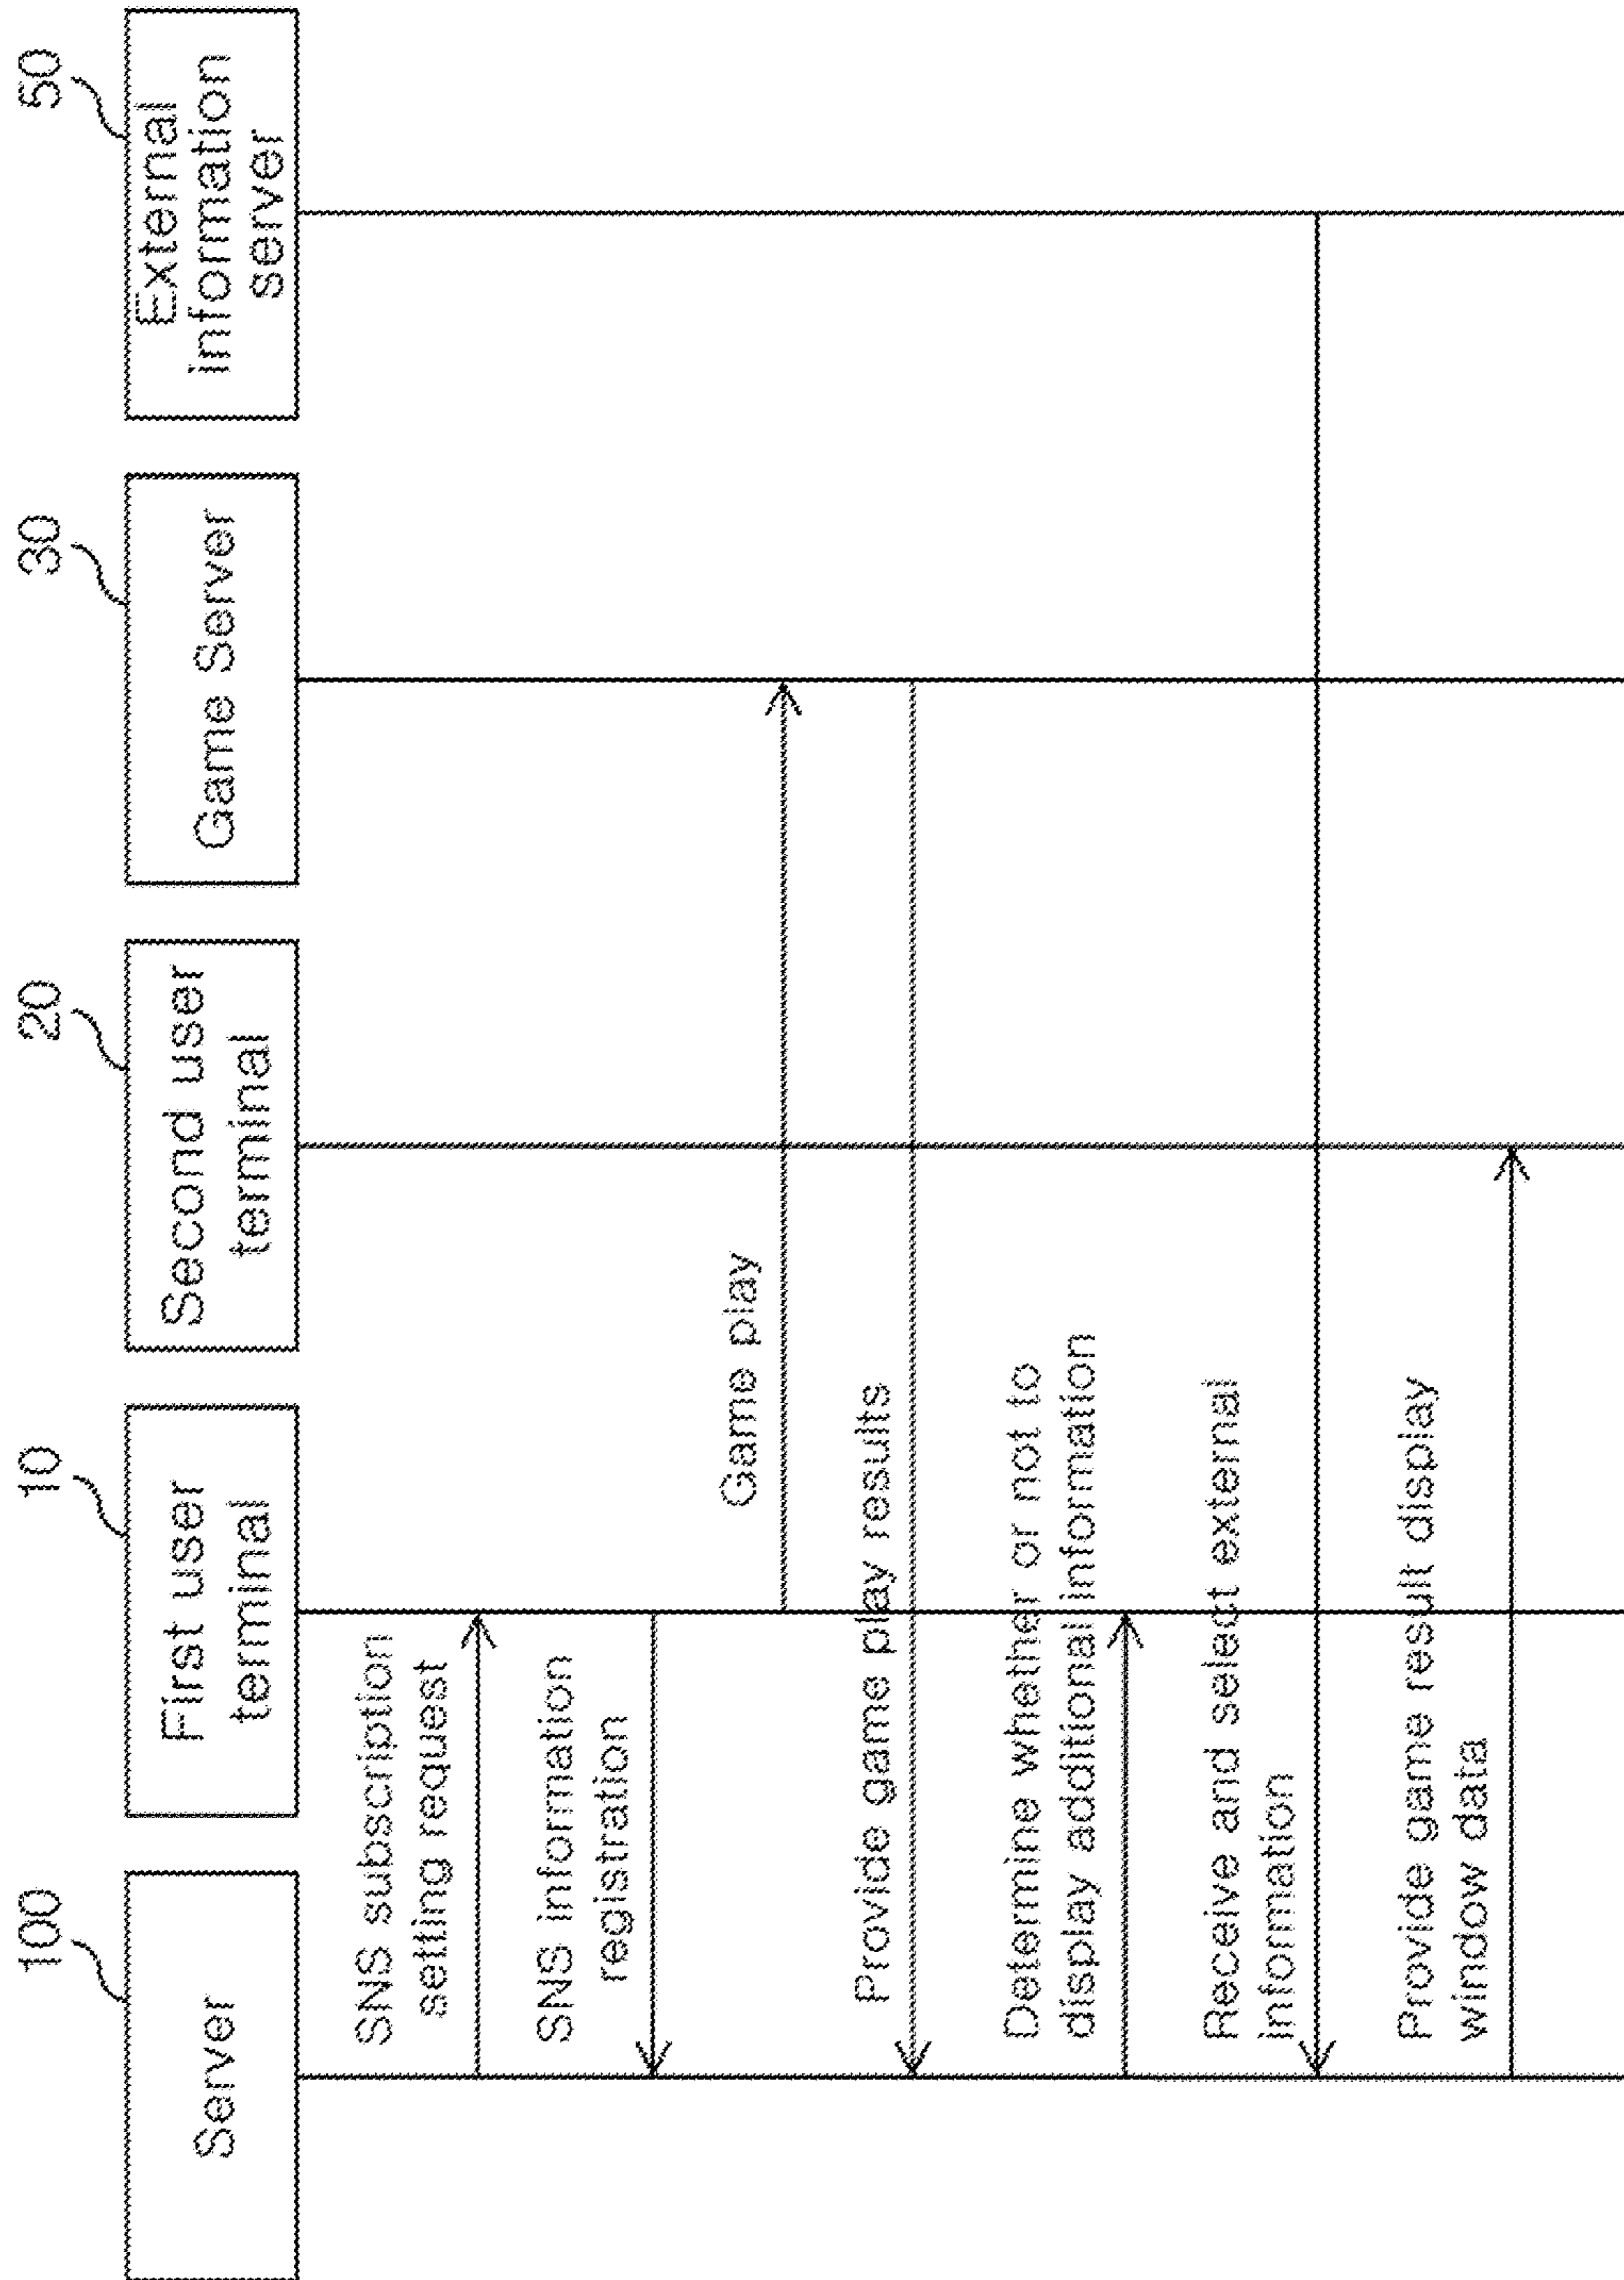 100
10
20
30
50
Server
First user
terminal
Second user
terminal
Game Server
External
information
server
SNS subscription
setting request
SNS information
registration
Game play
Provide game play results
Determine whether or not to
display additional information
Receive and select external
information
Provide game result display
window data